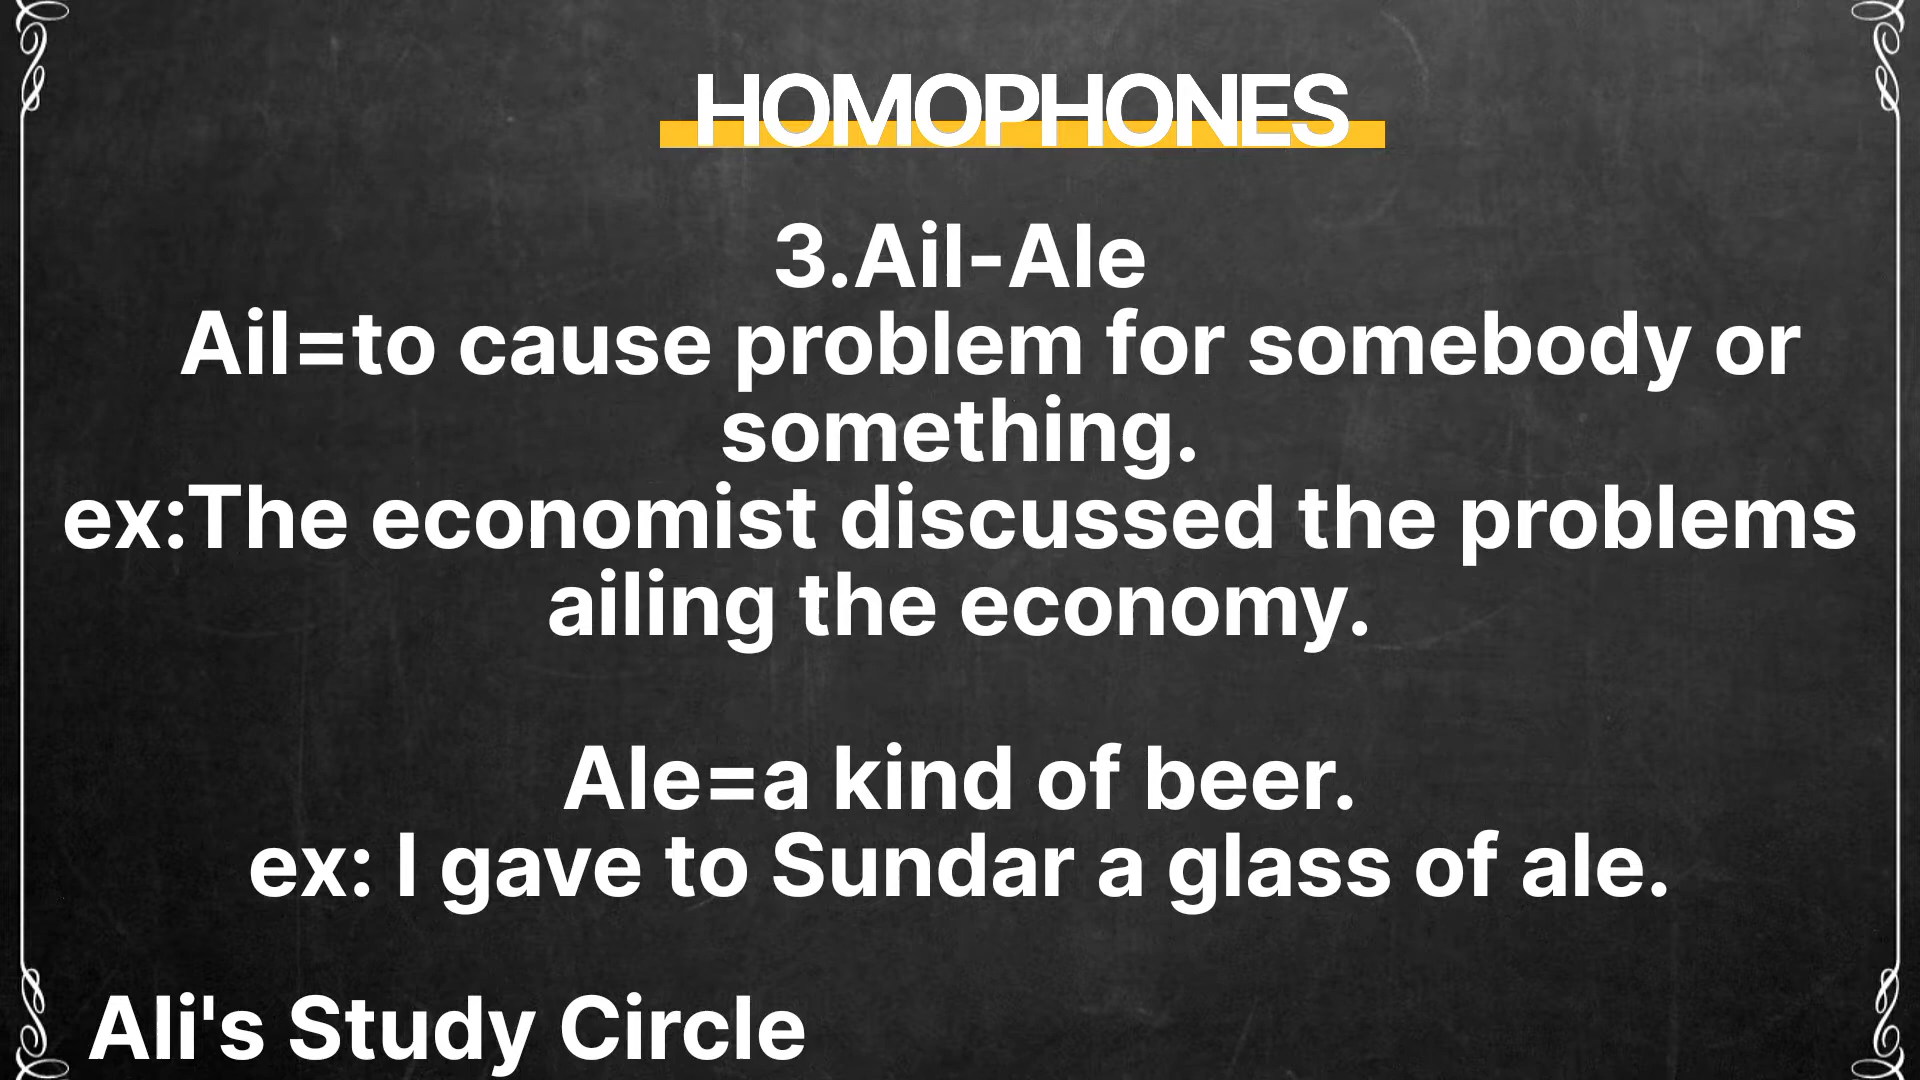 HOMOPHONES
3.Ail-Ale
Ail=to cause problem for somebody or
something.
ex:The economist discussed the problems
ailing the economy.
Ale=a kind of beer.
ex: I gave to Sundar a glass of ale.
Ali's Study Circle